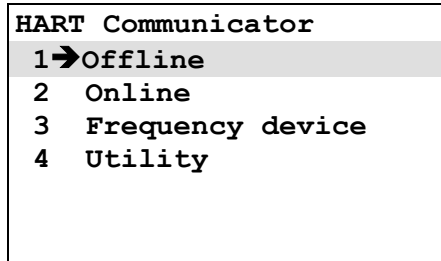 HART Communicator
1➔Offline
2 Online
3 Frequency device
4 Utility